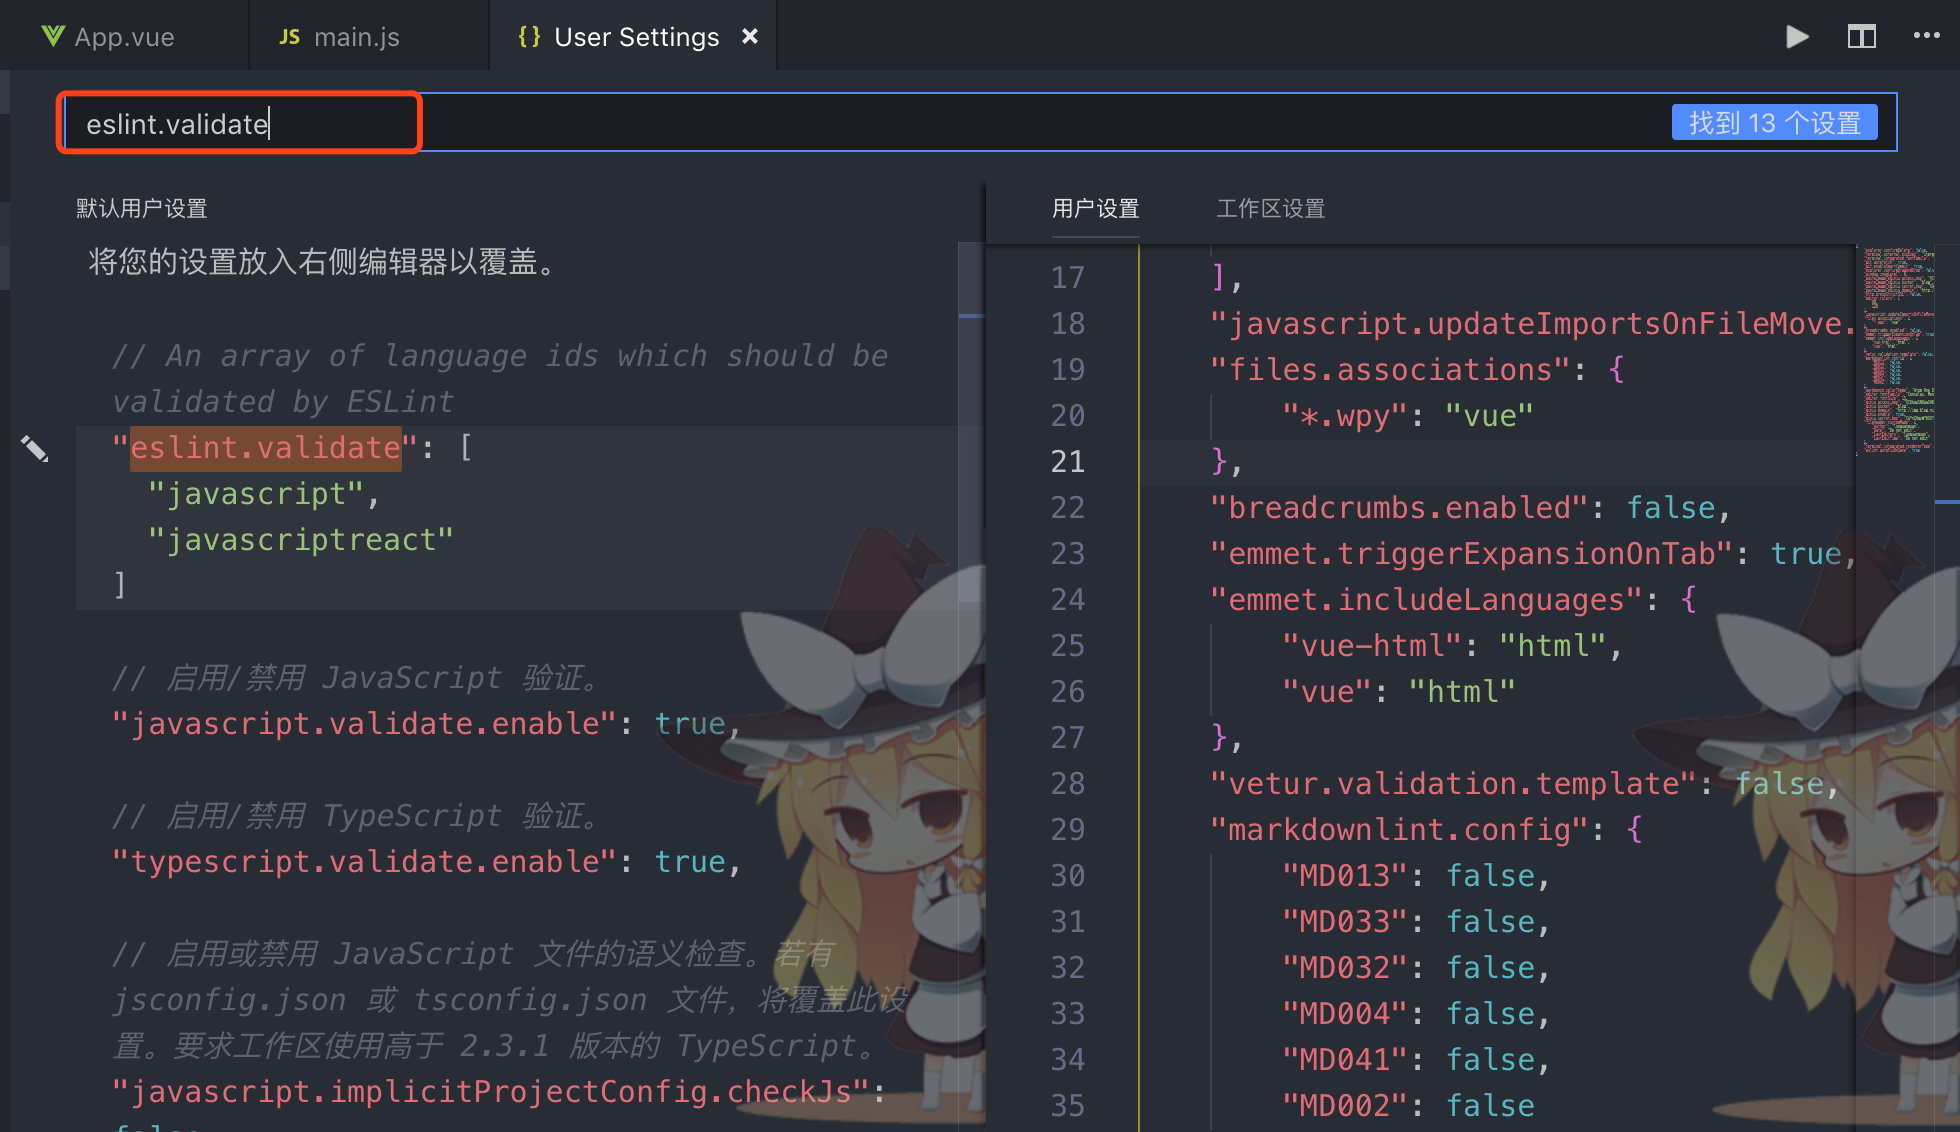 App.vue
JS main.js
{} User Settings ×
eslint.validate
找到 13 个设置
默认用户设置
将您的设置放入右侧编辑器以覆盖。
// An array of language ids which should be
validated by ESLint
"eslint.validate": [
"javascript",
"javascriptreact"
]
// 启用/禁用 JavaScript 验证。
"javascript.validate.enable": true,
// 启用/禁用 TypeScript 验证。
"typescript.validate.enable": true,
// 启用或禁用 JavaScript 文件的语义检查。若有
jsconfig.json 或 tsconfig.json 文件，将覆盖此设
置。要求工作区使用高于 2.3.1 版本的 TypeScript。
"javascript.implicitProjectConfig.checkJs":
用户设置
工作区设置
17 ],
18 "javascript.updateImportsOnFileMove.
19 "files.associations": {
20 "*.wpy": "vue"
21 },
22 "breadcrumbs.enabled": false,
23 "emmet.triggerExpansionOnTab": true,
24 "emmet.includeLanguages": {
25 "vue-html": "html",
26 "vue": "html"
27 },
28 "vetur.validation.template": false,
29 "markdownlint.config": {
30 "MD013": false,
31 "MD033": false,
32 "MD032": false,
33 "MD004": false,
34 "MD041": false,
35 "MD002": false